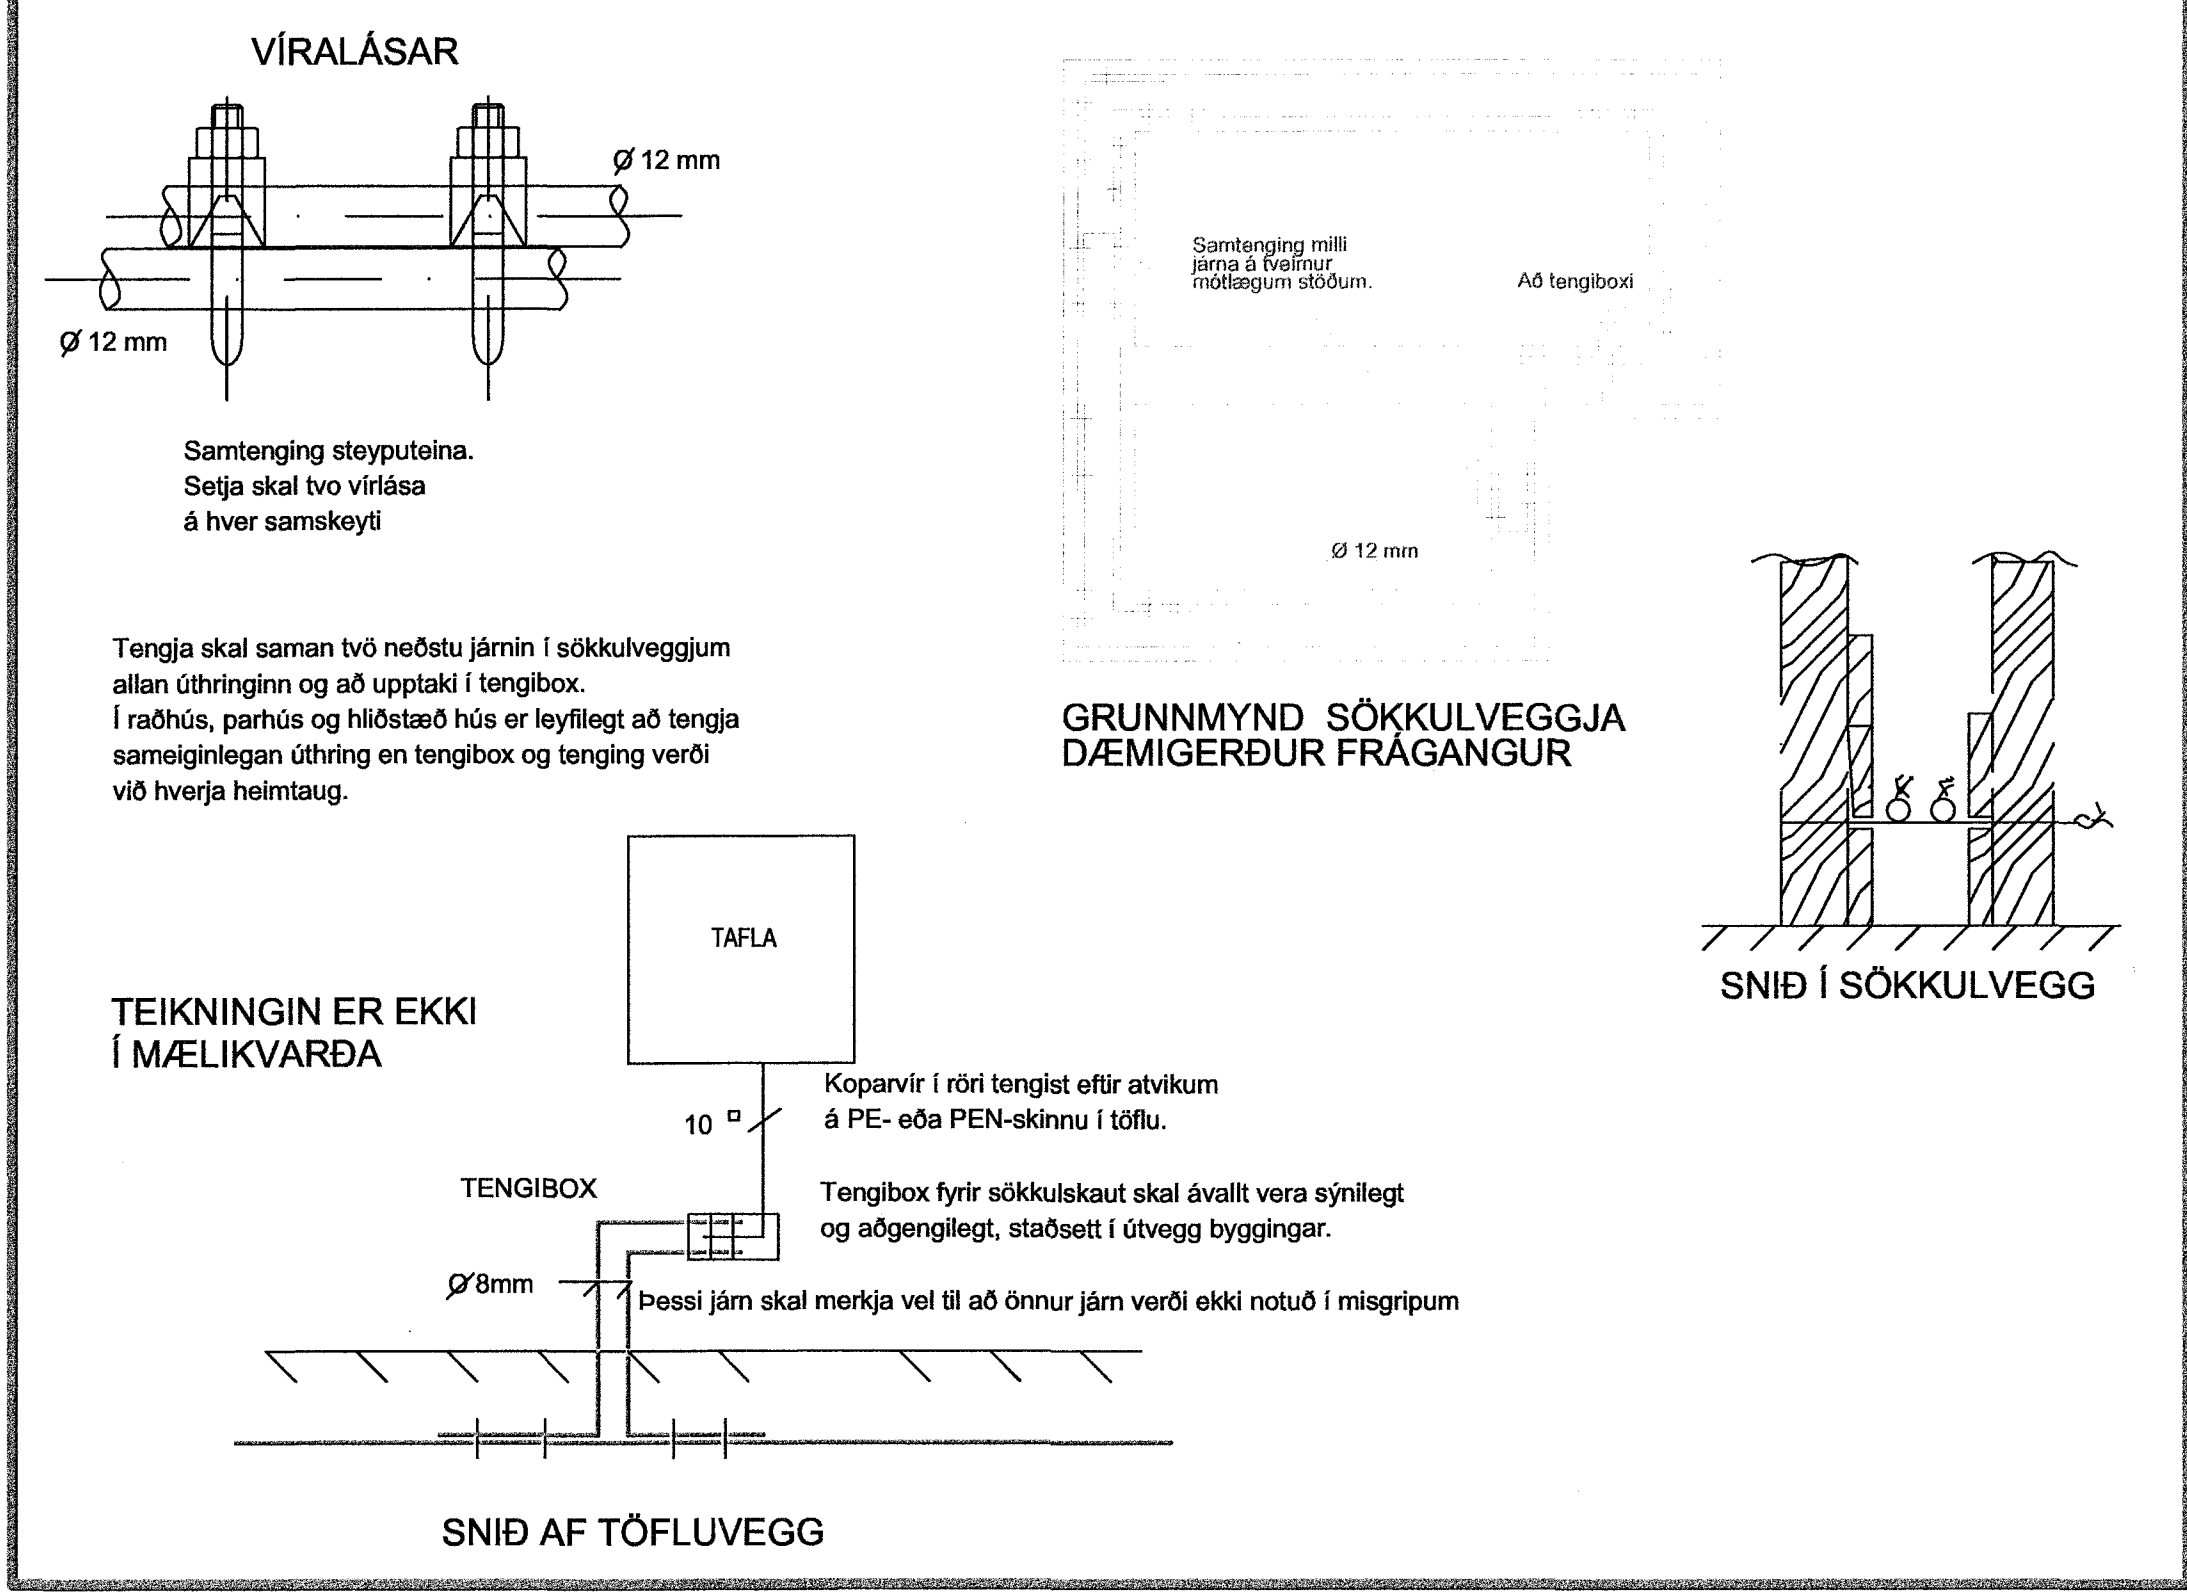 VÍRALÁSAR
Ø 12 mm
Ø 12 mm
Samtenging steyputeina.
Setja skal tvo vírlása
á hver samskeyti
Samtenging milli
járna á tveimur
mótlægum stöðum.
Að tengiboxi
Ø 12 mm
GRUNNMYND SÖKKULVEGGJA
DÆMIGERÐUR FRÁGANGUR
Tengja skal saman tvö neðstu járnin í sökkulveggjum
allan úthringinn og að upptaki í tengibox.
Í raðhús, parhús og hliðstæð hús er leyfilegt að tengja
sameiginlegan úthring en tengibox og tenging verði
við hverja heimtaug.
SNIÐ Í SÖKKULVEGG
TEIKNINGIN ER EKKI
Í MÆLIKVARÐA
TAFLA
10 □
Koparvír í röri tengist eftir atvikum
á PE- eða PEN-skinnu í töflu.
TENGIBOX
Tengibox fyrir sökkulskaut skal ávallt vera sýnilegt
og aðgengilegt, staðsett í útvegg byggingar.
Ø8mm
Þessi járn skal merkja vel til að önnur járn verði ekki notuð í misgripum
SNIÐ AF TÖFLUVEGG